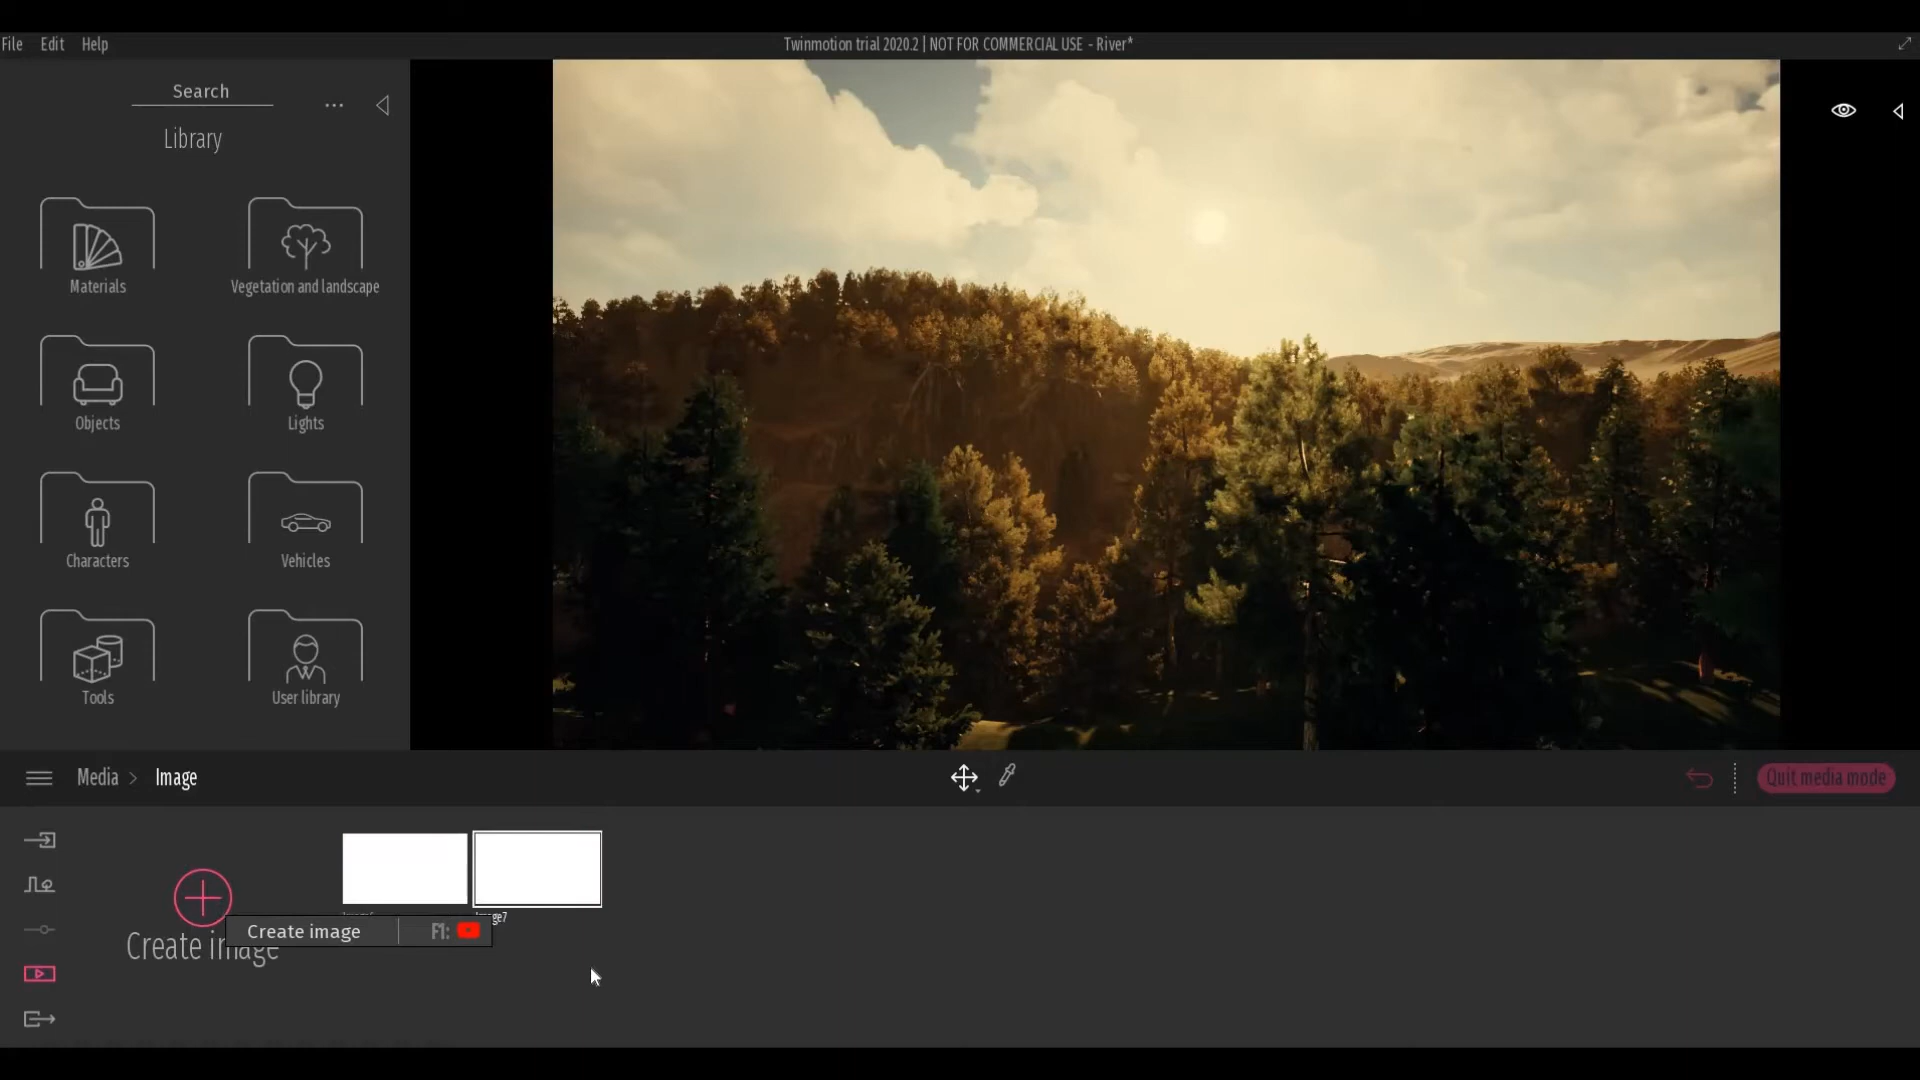 File Edit Help
Twinmotion trial 2020.2 | NOT FOR COMMERCIAL USE - River*
Search
Library
Materials
Vegetation and landscape
Objects
Lights
Characters
Vehicles
Tools
User library
Media > Image
Quit media mode
Create image
Create image F1: